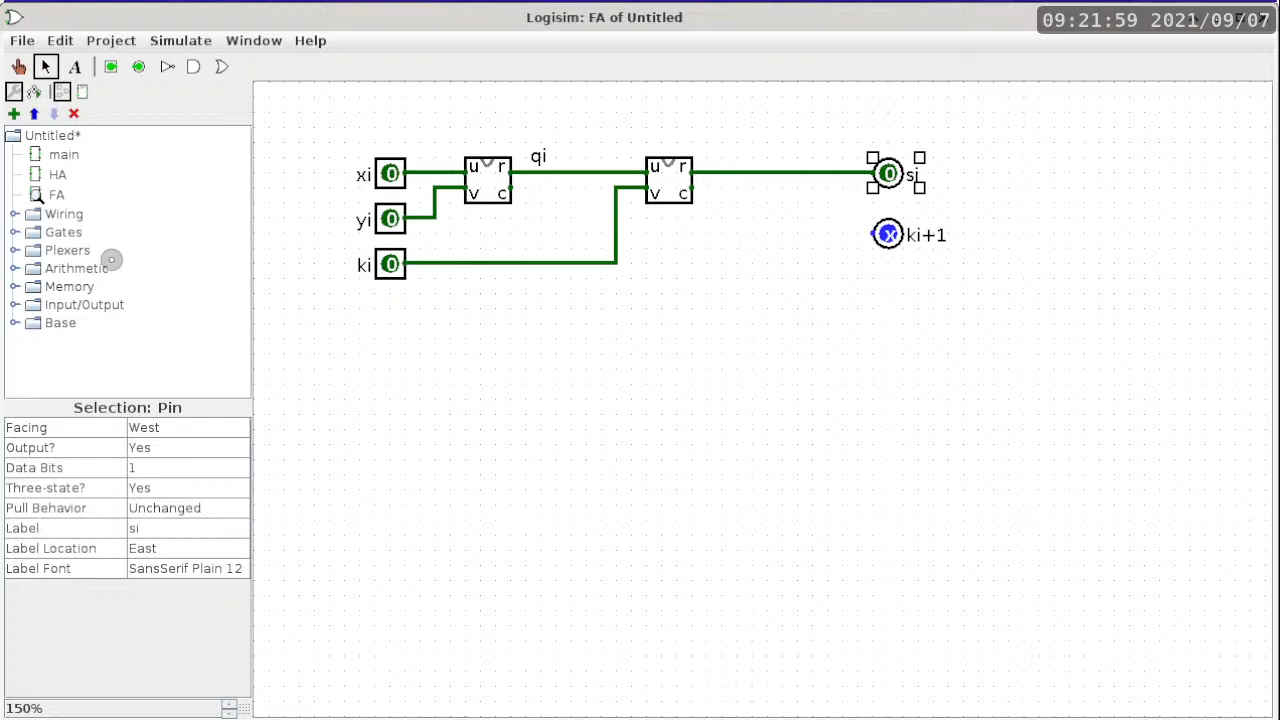 Logisim: FA of Untitled
09:21:59 2021/09/07
File Edit Project Simulate Window Help
A
Untitled*
main
HA
FA
Wiring
Gates
Plexers
Arithmetic
Memory
Input/Output
Base
Selection: Pin
Facing West
Output? Yes
Data Bits 1
Three-state? Yes
Pull Behavior Unchanged
Label si
Label Location East
Label Font SansSerif Plain 12
150%
qi
xi 0 u r u r 0 si
yi 0 v c v c x ki+1
ki 0